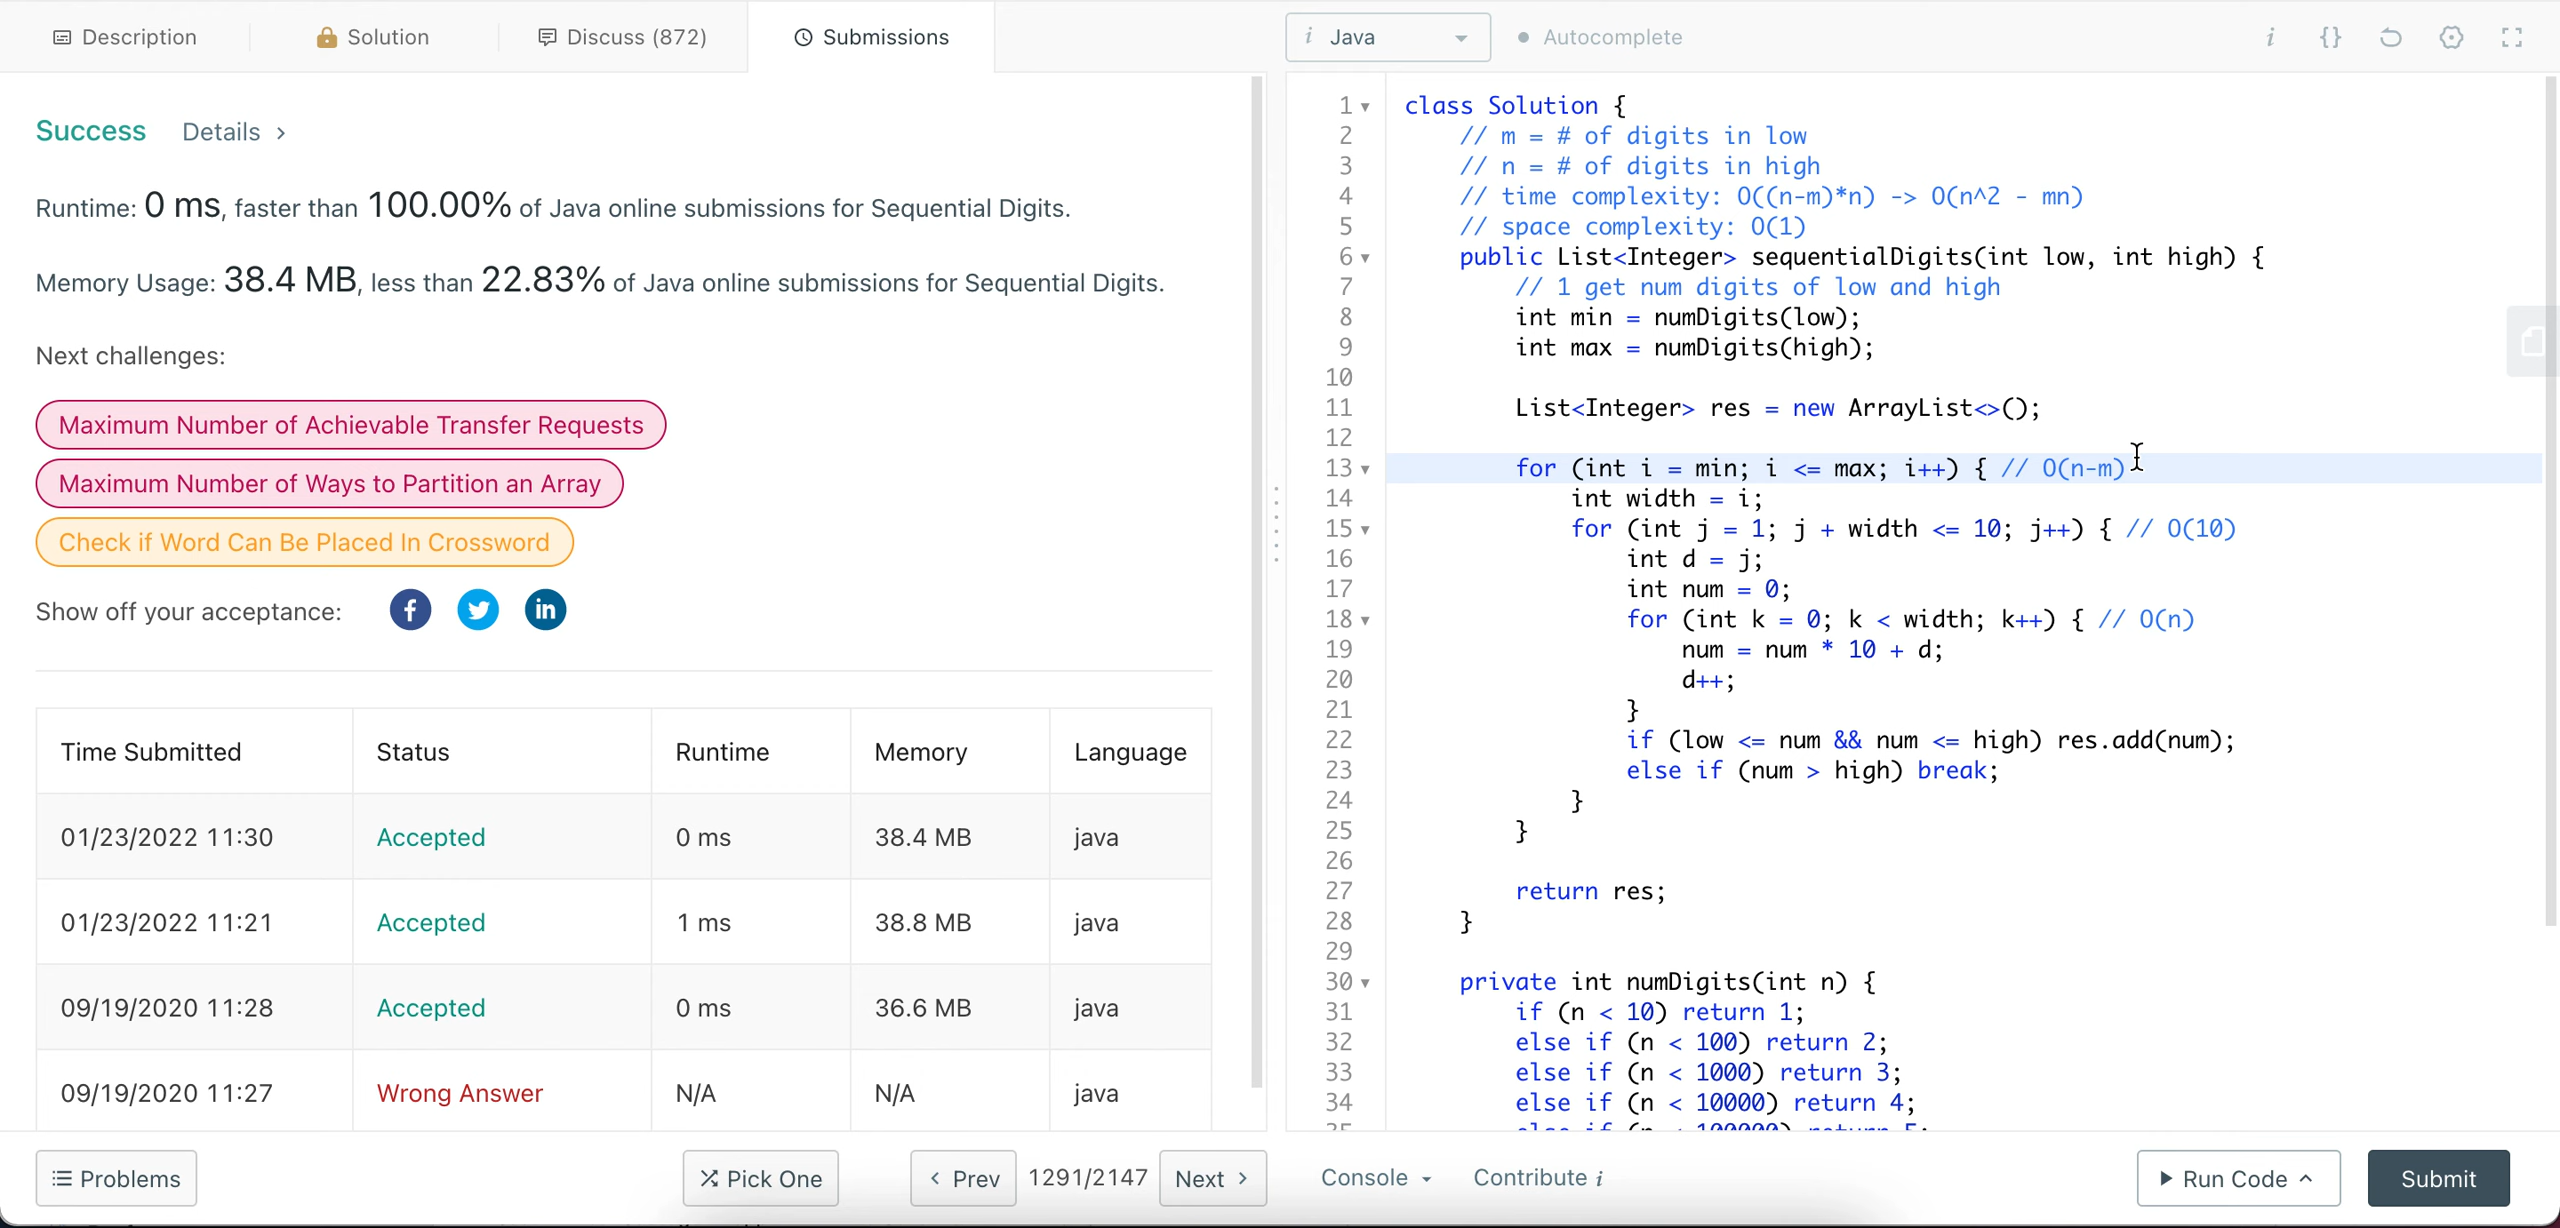 Description
Solution
Discuss (872)
Submissions
Success Details >
Runtime: 0 ms, faster than 100.00% of Java online submissions for Sequential Digits.
Memory Usage: 38.4 MB, less than 22.83% of Java online submissions for Sequential Digits.
Next challenges:
Maximum Number of Achievable Transfer Requests
Maximum Number of Ways to Partition an Array
Check if Word Can Be Placed In Crossword
Show off your acceptance:
Time Submitted Status Runtime Memory Language
01/23/2022 11:30 Accepted 0 ms 38.4 MB java
01/23/2022 11:21 Accepted 1 ms 38.8 MB java
09/19/2020 11:28 Accepted 0 ms 36.6 MB java
09/19/2020 11:27 Wrong Answer N/A N/A java
Problems
Pick One
< Prev 1291/2147 Next >
i Java
Autocomplete
i {}
1 class Solution {
2 // m = # of digits in low
3 // n = # of digits in high
4 // time complexity: O((n-m)*n) -> O(n^2 - mn)
5 // space complexity: O(1)
6 public List<Integer> sequentialDigits(int low, int high) {
7 // 1 get num digits of low and high
8 int min = numDigits(low);
9 int max = numDigits(high);
10
11 List<Integer> res = new ArrayList<>();
12
13 for (int i = min; i <= max; i++) { // O(n-m)
14 int width = i;
15 for (int j = 1; j + width <= 10; j++) { // O(10)
16 int d = j;
17 int num = 0;
18 for (int k = 0; k < width; k++) { // O(n)
19 num = num * 10 + d;
20 d++;
21 }
22 if (low <= num && num <= high) res.add(num);
23 else if (num > high) break;
24 }
25 }
26
27 return res;
28 }
29
30 private int numDigits(int n) {
31 if (n < 10) return 1;
32 else if (n < 100) return 2;
33 else if (n < 1000) return 3;
34 else if (n < 10000) return 4;
35 else if (n < 100000) return 5;
Console
Contribute i
Run Code
Submit